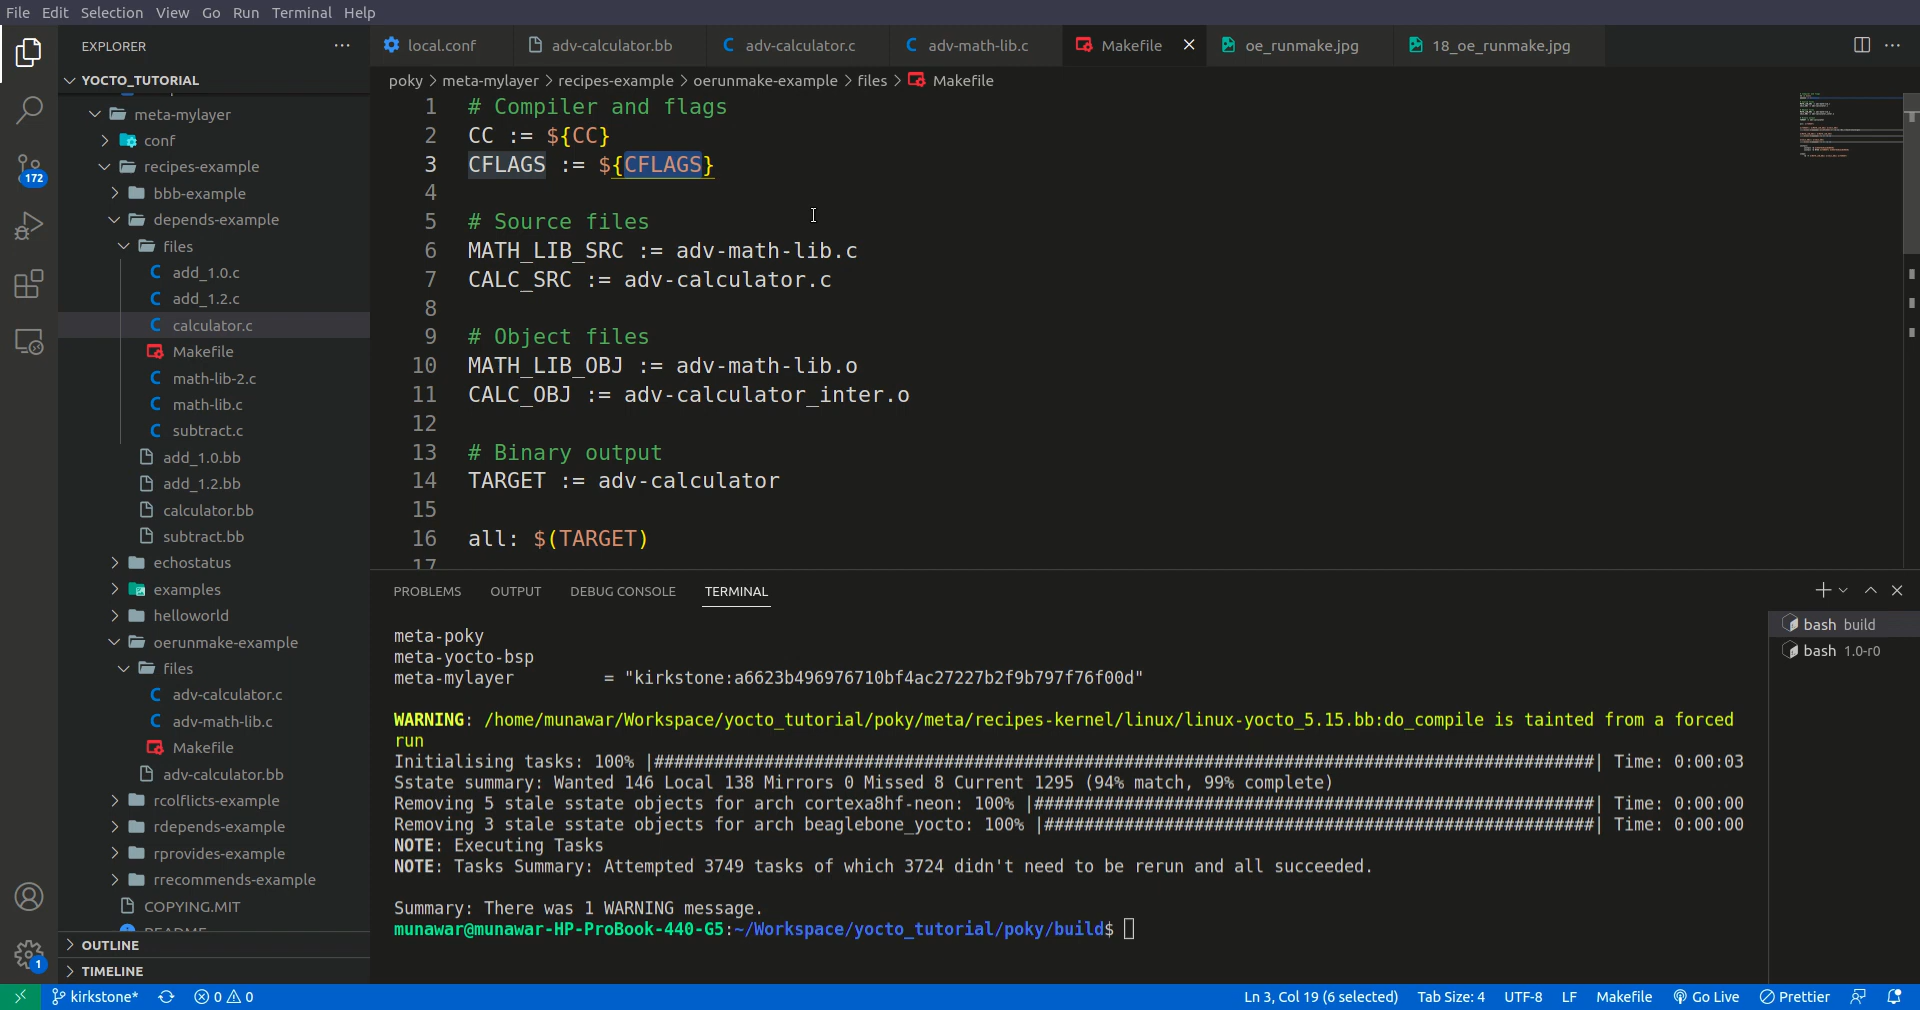 File Edit Selection View Go Run Terminal Help
EXPLORER
local.conf
adv-calculator.bb
adv-calculator.c
adv-math-lib.c
Makefile
oe_runmake.jpg
18_oe_runmake.jpg
YOCTO_TUTORIAL
meta-mylayer
conf
recipes-example
bbb-example
depends-example
files
add_1.0.c
add_1.2.c
calculator.c
Makefile
math-lib-2.c
math-lib.c
subtract.c
add_1.0.bb
add_1.2.bb
calculator.bb
subtract.bb
echostatus
examples
helloworld
oerunmake-example
files
adv-calculator.c
adv-math-lib.c
Makefile
adv-calculator.bb
rcolflicts-example
rdepends-example
rprovides-example
rrecommends-example
COPYING.MIT
OUTLINE
TIMELINE
172
1
poky > meta-mylayer > recipes-example > oerunmake-example > files > Makefile
1 # Compiler and flags
2 CC := ${CC}
3 CFLAGS := ${CFLAGS}
4
5 # Source files
6 MATH_LIB_SRC := adv-math-lib.c
7 CALC_SRC := adv-calculator.c
8
9 # Object files
10 MATH_LIB_OBJ := adv-math-lib.o
11 CALC_OBJ := adv-calculator_inter.o
12
13 # Binary output
14 TARGET := adv-calculator
15
16 all: $(TARGET)
17
PROBLEMS OUTPUT DEBUG CONSOLE TERMINAL
bash build
bash 1.0-r0
meta-poky
meta-yocto-bsp
meta-mylayer = "kirkstone:a6623b496976710bf4ac27227b2f9b797f76f00d"
WARNING: /home/munawar/Workspace/yocto_tutorial/poky/meta/recipes-kernel/linux/linux-yocto_5.15.bb:do_compile is tainted from a forced
run
Initialising tasks: 100% |##############################################################################################| Time: 0:00:03
Sstate summary: Wanted 146 Local 138 Mirrors 0 Missed 8 Current 1295 (94% match, 99% complete)
Removing 5 stale sstate objects for arch cortexa8hf-neon: 100% |########################################################| Time: 0:00:00
Removing 3 stale sstate objects for arch beaglebone_yocto: 100% |#######################################################| Time: 0:00:00
NOTE: Executing Tasks
NOTE: Tasks Summary: Attempted 3749 tasks of which 3724 didn't need to be rerun and all succeeded.
Summary: There was 1 WARNING message.
munawar@munawar-HP-ProBook-440-G5:~/Workspace/yocto_tutorial/poky/build$
kirkstone* 0 0 Ln 3, Col 19 (6 selected) Tab Size: 4 UTF-8 LF Makefile Go Live Prettier